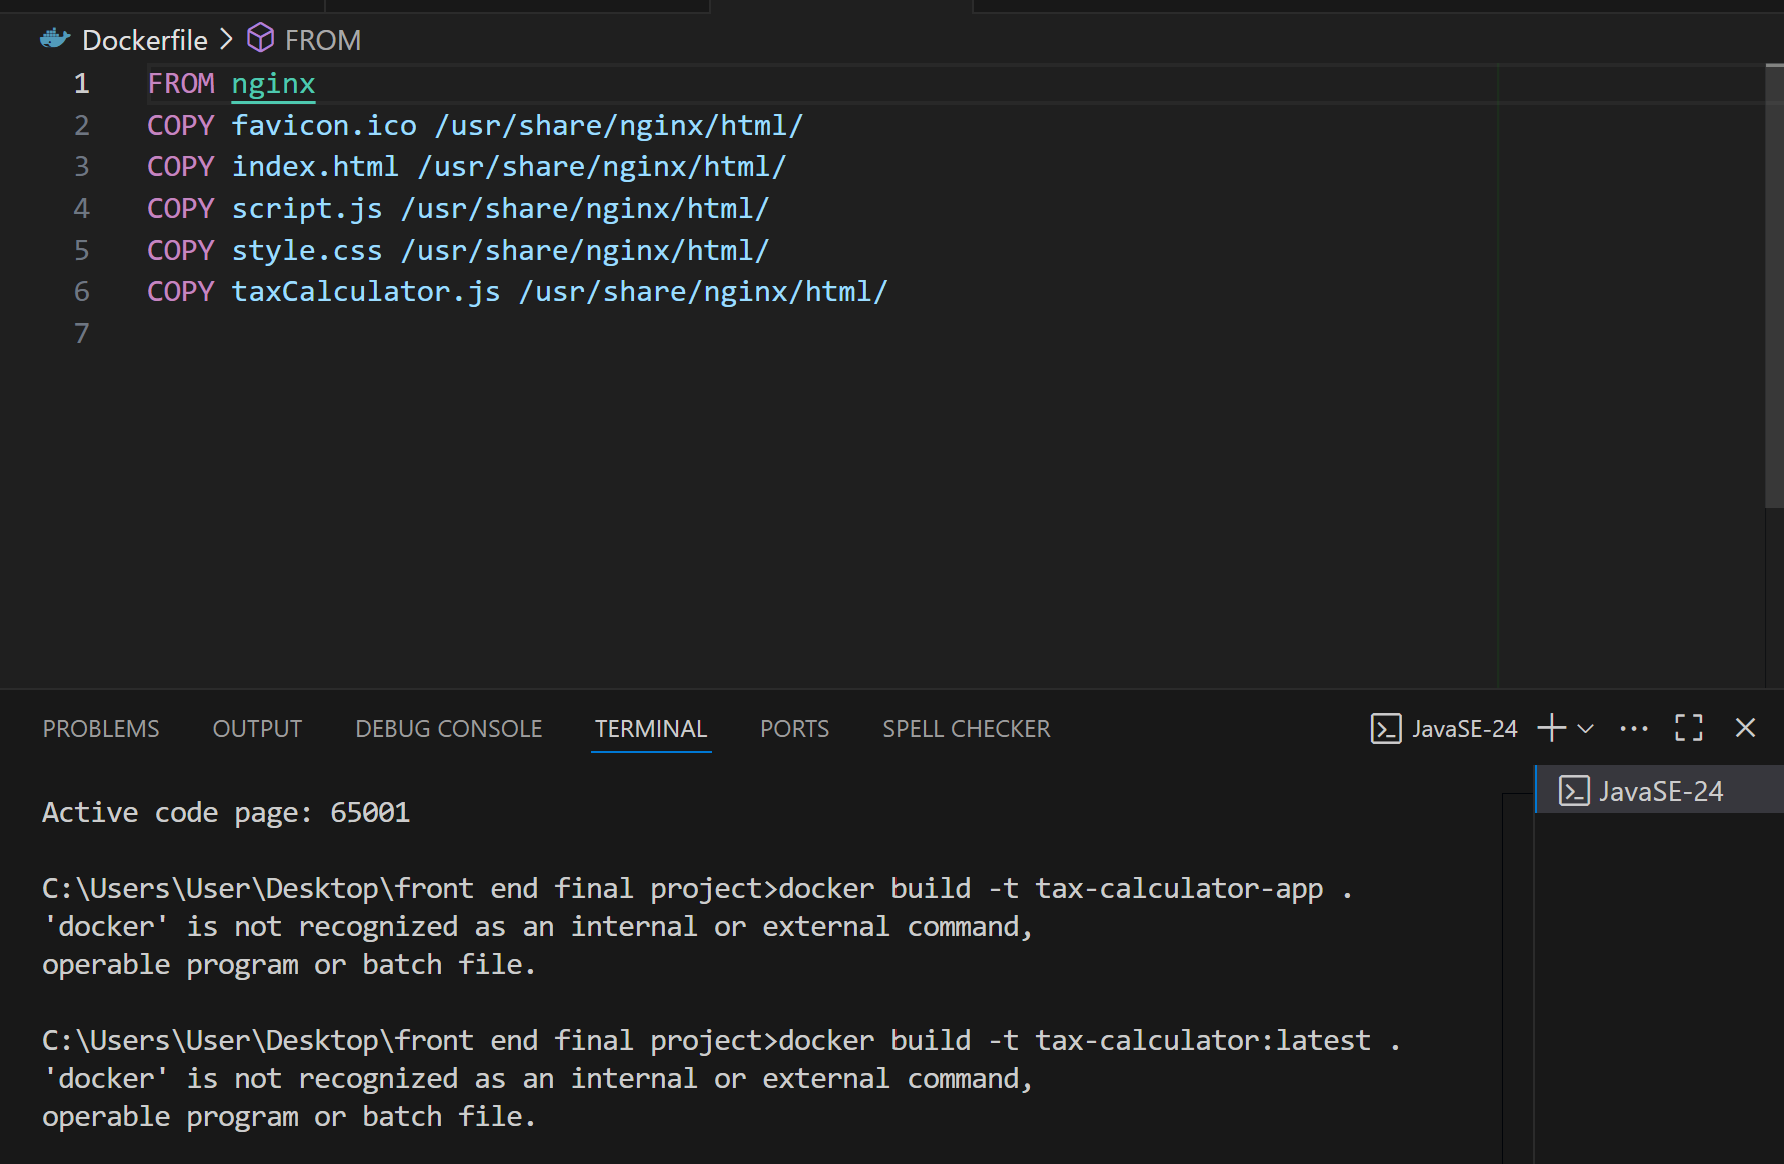 Dockerfile > FROM
1 FROM nginx
2 COPY favicon.ico /usr/share/nginx/html/
3 COPY index.html /usr/share/nginx/html/
4 COPY script.js /usr/share/nginx/html/
5 COPY style.css /usr/share/nginx/html/
6 COPY taxCalculator.js /usr/share/nginx/html/
7
PROBLEMS OUTPUT DEBUG CONSOLE TERMINAL PORTS SPELL CHECKER JavaSE-24
JavaSE-24
Active code page: 65001
C:\Users\User\Desktop\front end final project>docker build -t tax-calculator-app .
'docker' is not recognized as an internal or external command,
operable program or batch file.
C:\Users\User\Desktop\front end final project>docker build -t tax-calculator:latest .
'docker' is not recognized as an internal or external command,
operable program or batch file.